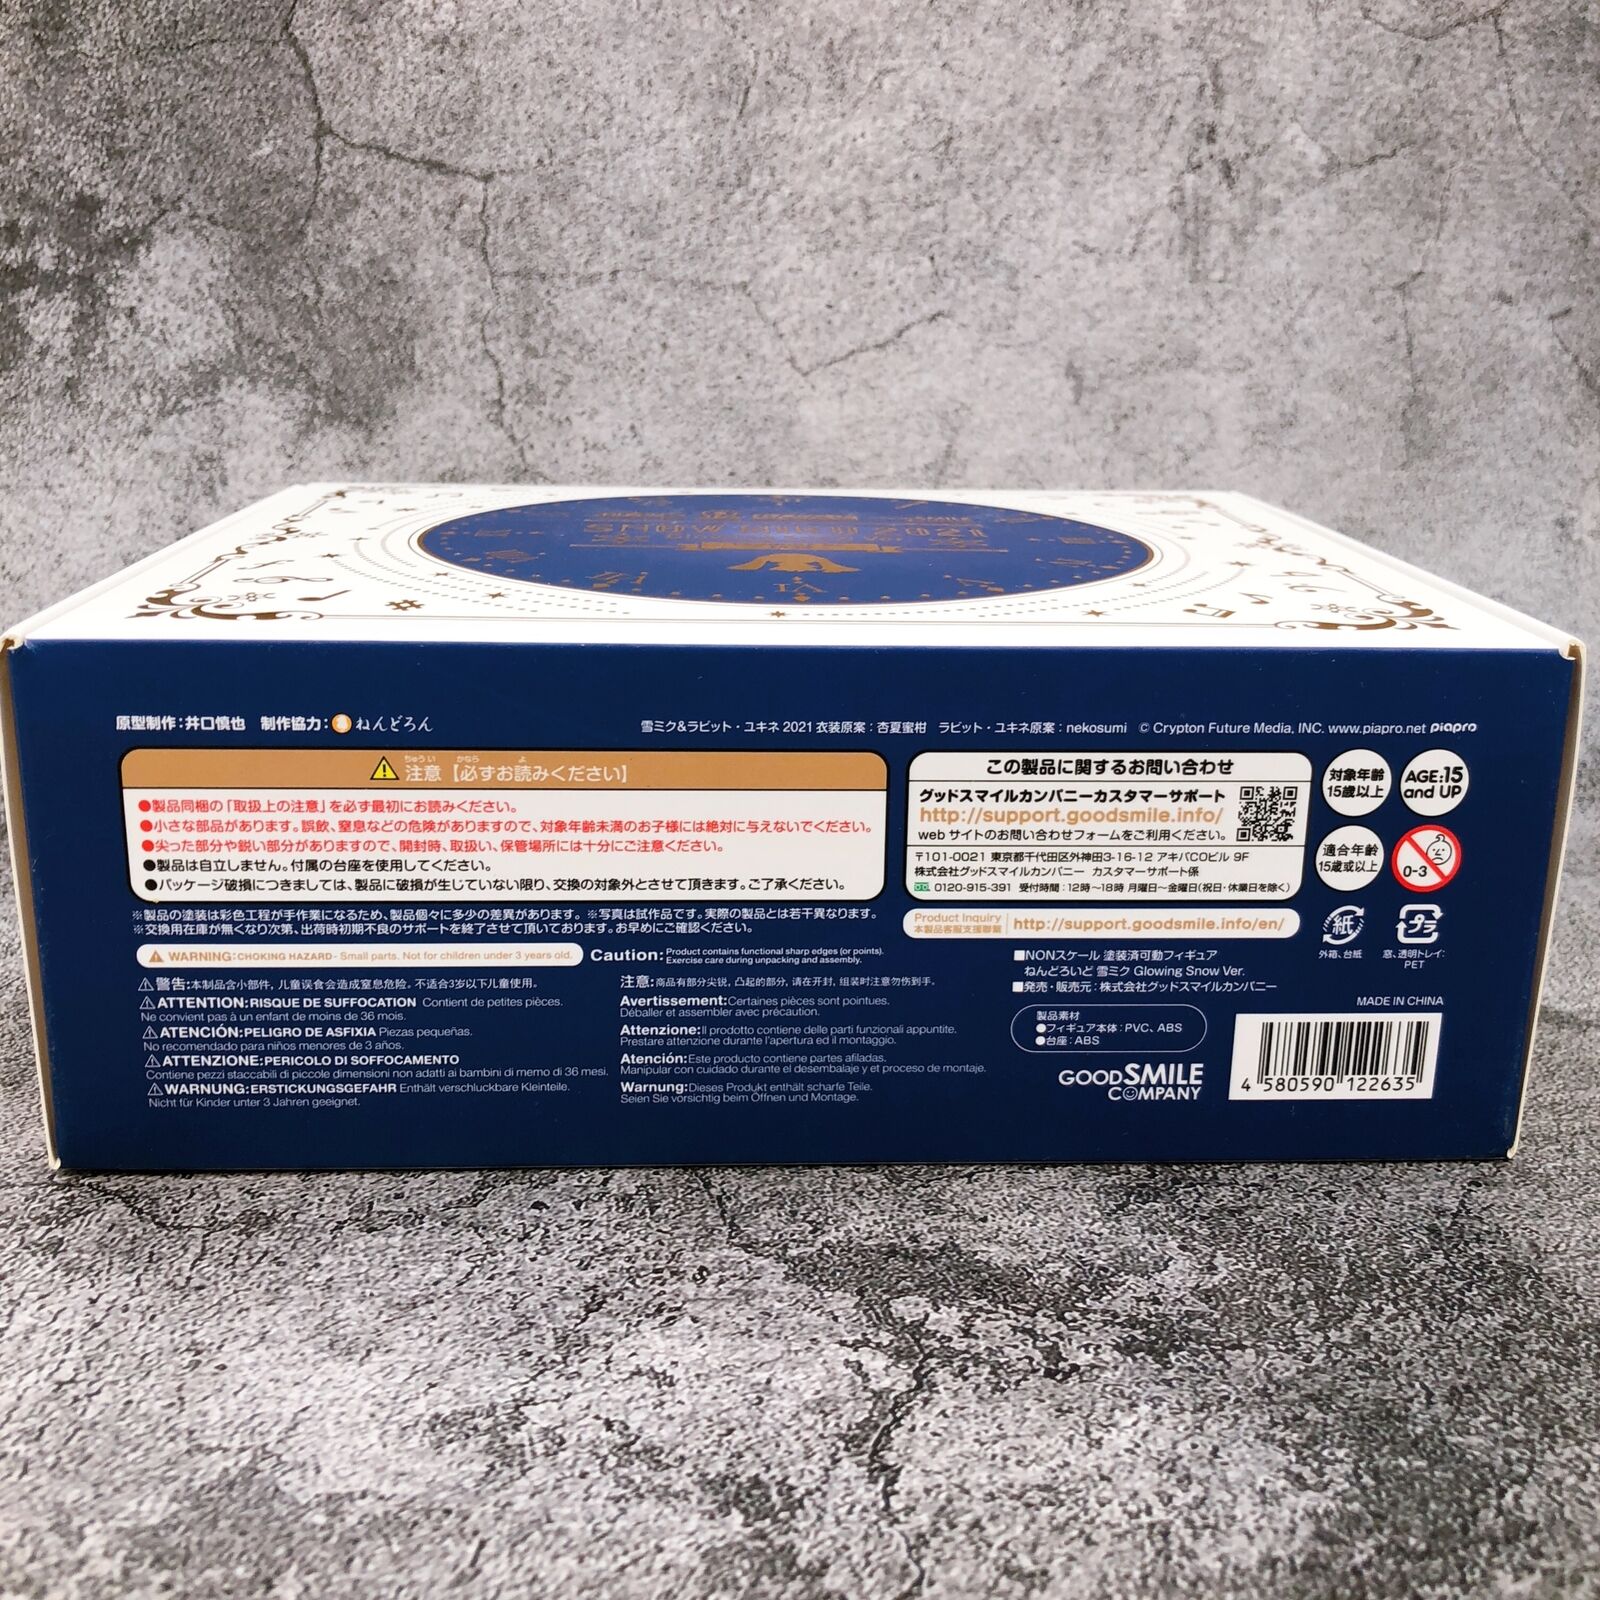 SNOW MIKU 2021
原型制作：井口慎也　制作協力：ねんどろん
雪ミク&ラビット・ユキネ 2021 衣装原案：杏夏蜜柑　ラビット・ユキネ原案：nekosumi　© Crypton Future Media, INC. www.piapro.net piapro
注意【必ずお読みください】
●製品同梱の「取扱上の注意」を必ず最初にお読みください。
●小さな部品があります。誤飲、窒息などの危険がありますので、対象年齢未満のお子様には絶対に与えないでください。
●尖った部分や鋭い部分がありますので、開封時、取扱い、保管場所には十分にご注意ください。
●製品は自立しません。付属の台座を使用してください。
●パッケージ破損につきましては、製品に破損が生じていない限り、交換の対象外とさせて頂きます。ご了承ください。
※製品の塗装は彩色工程が手作業になるため、製品個々に多少の差異があります。※写真は試作品です。実際の製品とは若干異なります。
※交換用在庫が無くなり次第、出荷時初期不良のサポートを終了させて頂いております。お早めにご確認ください。
WARNING:CHOKING HAZARD- Small parts. Not for children under 3 years old.
警告:本制品含小部件，儿童误食会造成窒息危险。不适合3岁以下儿童使用。
ATTENTION:RISQUE DE SUFFOCATION Contient de petites pièces.
Ne convient pas à un enfant de moins de 36 mois.
ATENCIÓN:PELIGRO DE ASFIXIA Piezas pequeñas.
No recomendado para niños menores de 3 años.
ATTENZIONE:PERICOLO DI SOFFOCAMENTO
Contiene pezzi staccabili di piccole dimensioni non adatti ai bambini di memo di 36 mesi.
WARNUNG:ERSTICKUNGSGEFAHR Enthält verschluckbare Kleinteile.
Nicht für Kinder unter 3 Jahren geeignet.
Caution: Product contains functional sharp edges (or points).
Exercise care during unpacking and assembly.
注意:商品有部分尖锐，凸起的部分，请在开封，组装时注意勿伤到手。
Avertissement:Certaines pièces sont pointues.
Déballer et assembler avec précaution.
Attenzione:Il prodotto contiene delle parti funzionali appuntite.
Prestare attenzione durante l'apertura ed il montaggio.
Atención:Este producto contiene partes afiladas.
Manipular con cuidado durante el desembalaje y el proceso de montaje.
Warnung:Dieses Produkt enthält scharfe Teile.
Seien Sie vorsichtig beim Öffnen und Montage.
この製品に関するお問い合わせ
グッドスマイルカンパニーカスタマーサポート
http://support.goodsmile.info/
web サイトのお問い合わせフォームをご利用ください。
〒101-0021 東京都千代田区外神田3-16-12 アキバCOビル 9F
株式会社グッドスマイルカンパニー カスタマーサポート係
0120-915-391 受付時間：12時〜18時 月曜日〜金曜日（祝日・休業日を除く）
Product Inquiry
本製品客服支援聯繫
http://support.goodsmile.info/en/
対象年齢
15歳以上
AGE:15
and UP
適合年齡
15歲或以上
0-3
紙
外箱、台紙
プラ
窓、透明トレイ:
PET
■NONスケール 塗装済可動フィギュア
ねんどろいど 雪ミク Glowing Snow Ver.
■発売・販売元：株式会社グッドスマイルカンパニー
MADE IN CHINA
製品素材
●フィギュア本体：PVC、ABS
●台座：ABS
GOOD SMILE
COMPANY
4 580590 122635